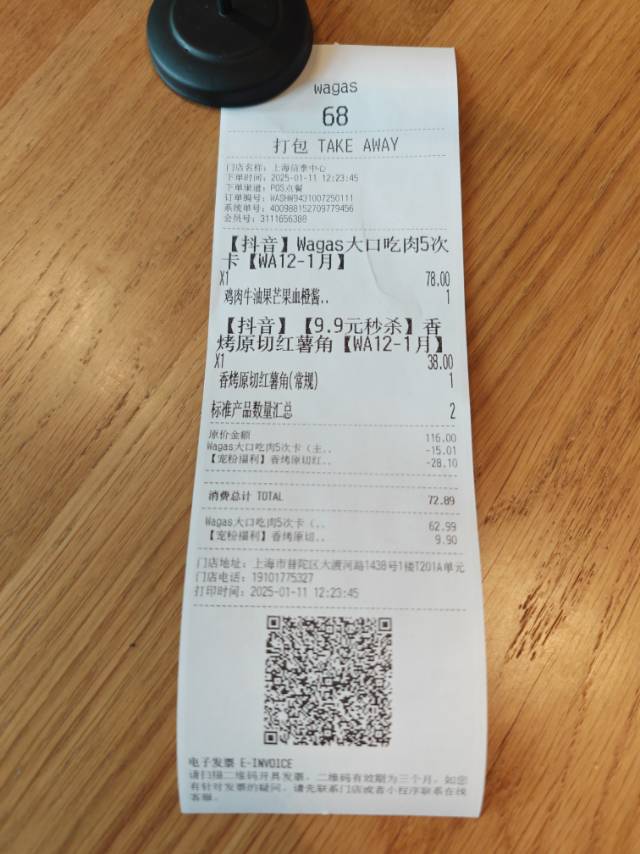 wagas
68
打包 TAKE AWAY
门店名称: 上海信泰中心
下单时间: 2025-01-11 12:23:45
下单渠道: POS点餐
订单编号: WASHW9431007250111
系统单号: 4009881527097 79456
会员号: 3111656388
【抖音】Wagas大口吃肉5次
卡【WA12-1月】
X1 78.00
鸡肉牛油果芒果血橙酱.. 1
【抖音】【9.9元秒杀】香
烤原切红薯角【WA12-1月】
X1 38.00
香烤原切红薯角(常规) 1
标准产品数量汇总 2
原价金额 116.00
Wagas大口吃肉5次卡（主.. -15.01
【宠粉福利】香烤原切红.. -28.10
消费总计 TOTAL 72.89
Wagas大口吃肉5次卡（.. 62.99
【宠粉福利】香烤原切.. 9.90
门店地址: 上海市普陀区大渡河路1438号1楼T201A单元
门店电话: 19101775327
打印时间: 2025-01-11 12:23:45
电子发票 E-INVOICE
请扫描二维码开具发票, 二维码有效期为三个月, 如您
有针对发票的疑问, 请先联系门店或者小程序联系在线
客服.